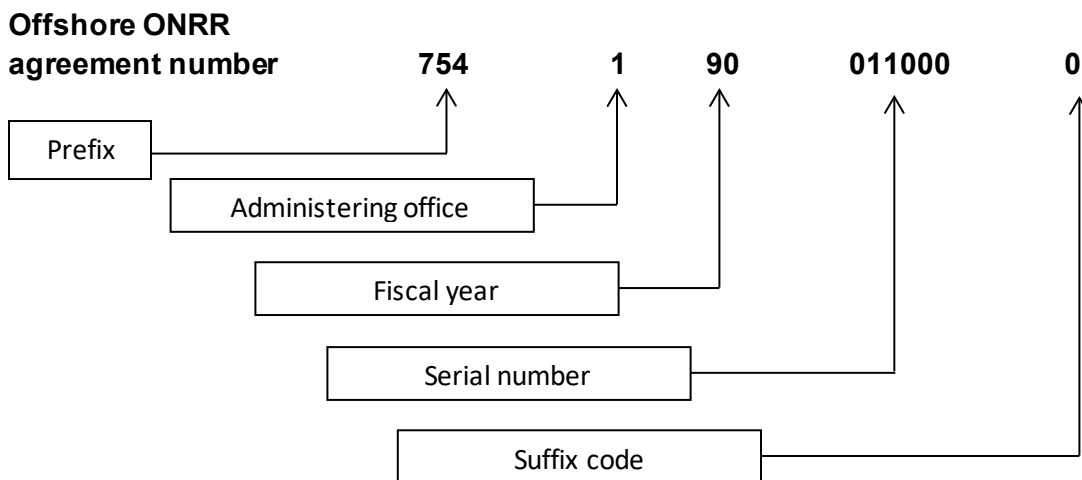 Offshore ONRR
agreement number 754 1 90 011000 0
Prefix
Administering office
Fiscal year
Serial number
Suffix code